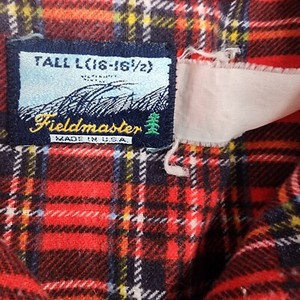 TALL L (16-16½)
Fieldmaster
MADE IN U.S.A.